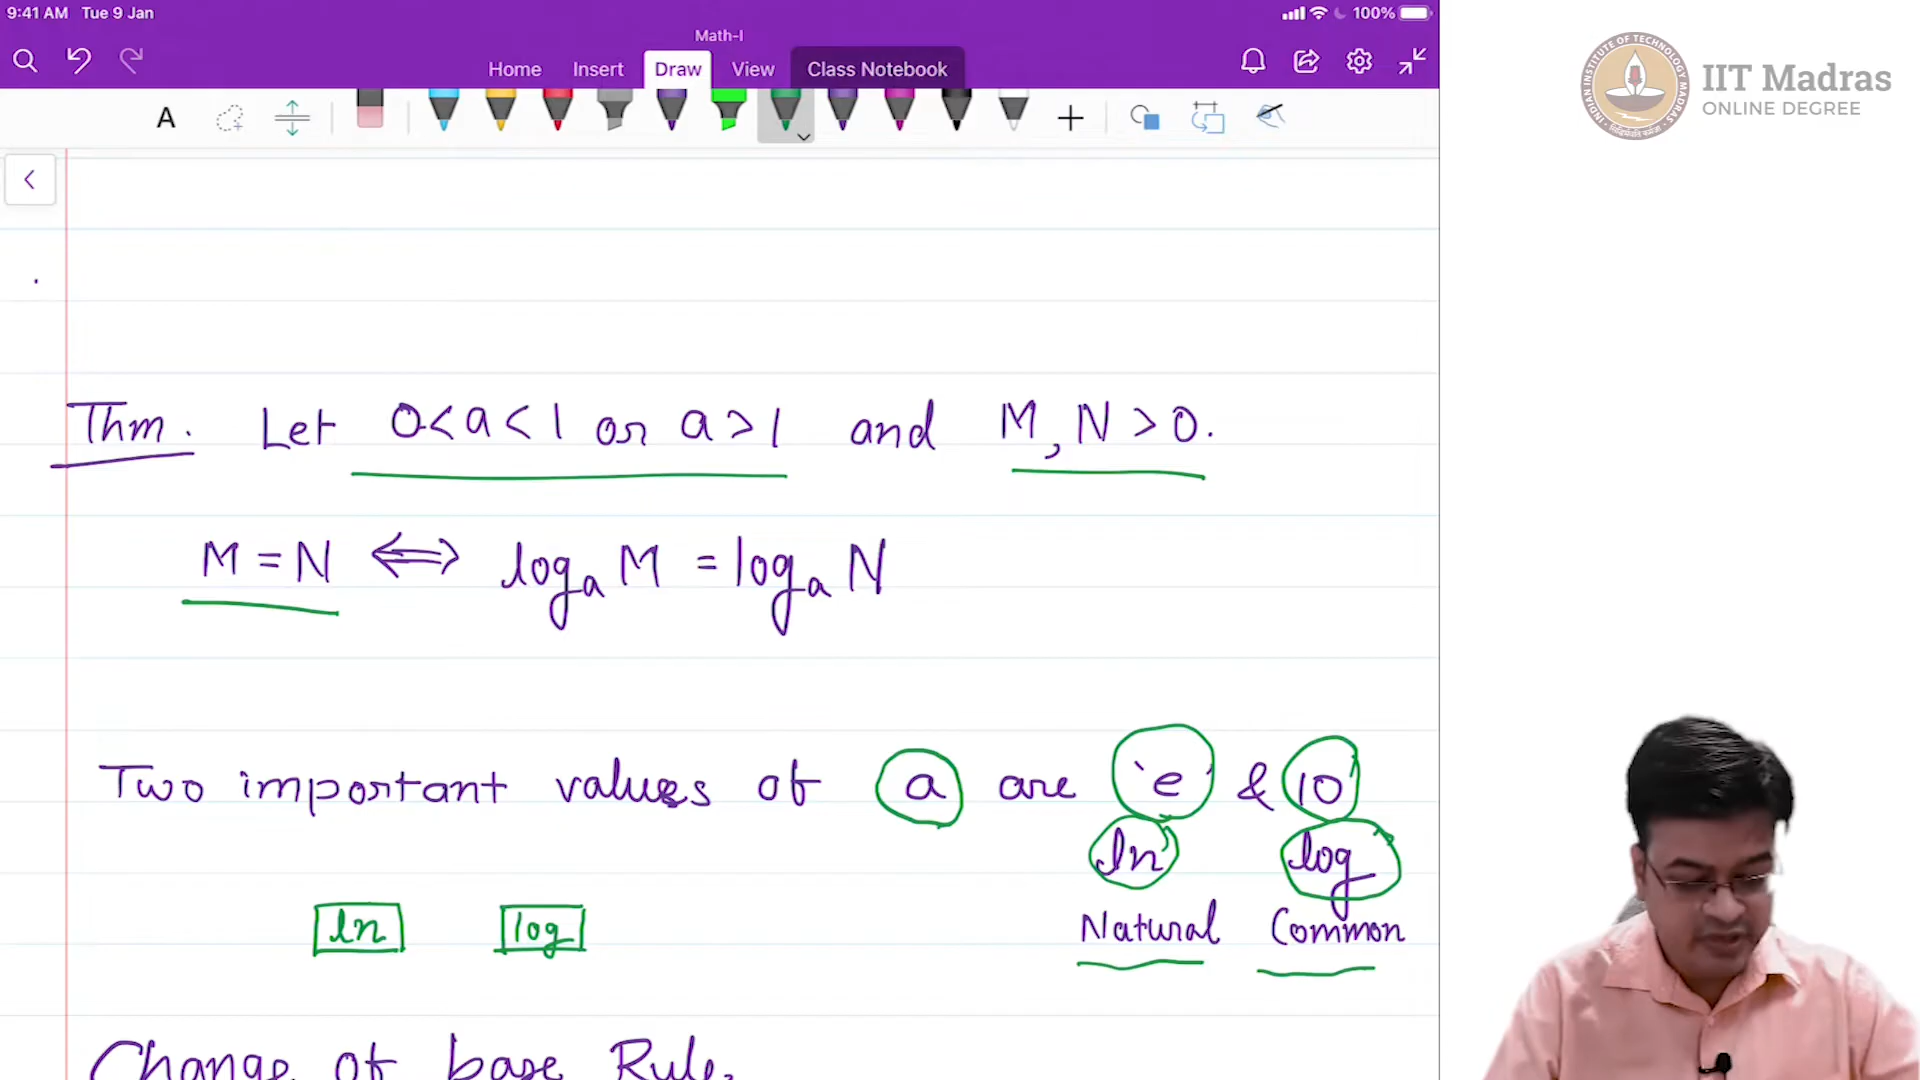 9:41 AM Tue 9 Jan
100%
Math-I
Home Insert Draw View Class Notebook
A
IIT Madras
ONLINE DEGREE
Thm. Let 0<a<1 or a>1 and M, N > 0.
M = N ⟺ logₐ M = logₐ N
Two important values of a are 'e' & '10'
ln log
ln log
Natural Common
Change of base Rule.